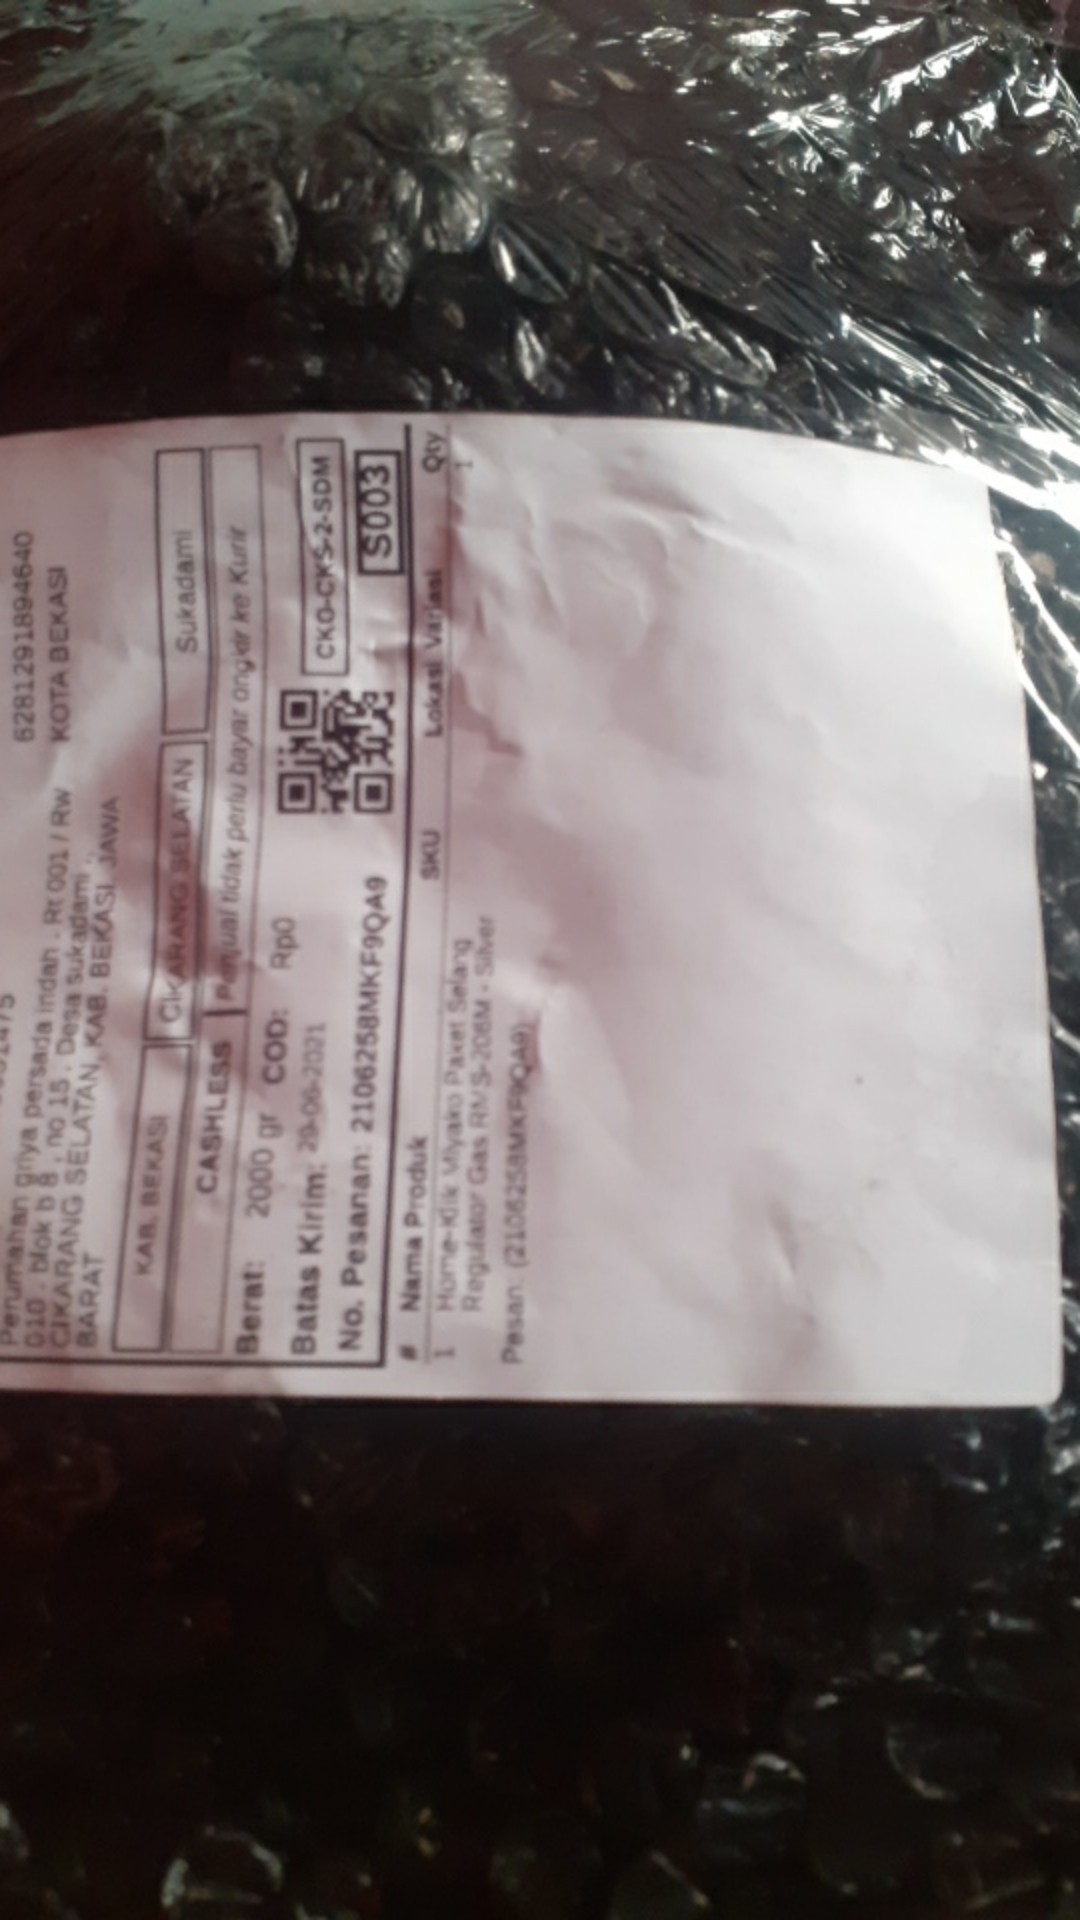 6281291894640
Perumahan griya persada indah . Rt 001 / Rw KOTA BEKASI
010 . blok b 8 , no 15 . Desa sukadami .,
CIKARANG SELATAN, KAB. BEKASI, JAWA
BARAT
KAB. BEKASI CIKARANG SELATAN Sukadami
CASHLESS Penjual tidak perlu bayar ongkir ke Kurir
Berat: 2000 gr COD: Rp0
Batas Kirim: 29-06-2021
CKO-CKS-2-SDM
No. Pesanan: 2106258MKF9QA9
S003
# Nama Produk SKU Lokasi Variasi Qty
1 Home-Klik Miyako Paket Selang 1
Regulator Gas RMS-206M - Silver
Pesan: (2106258MKF9QA9)